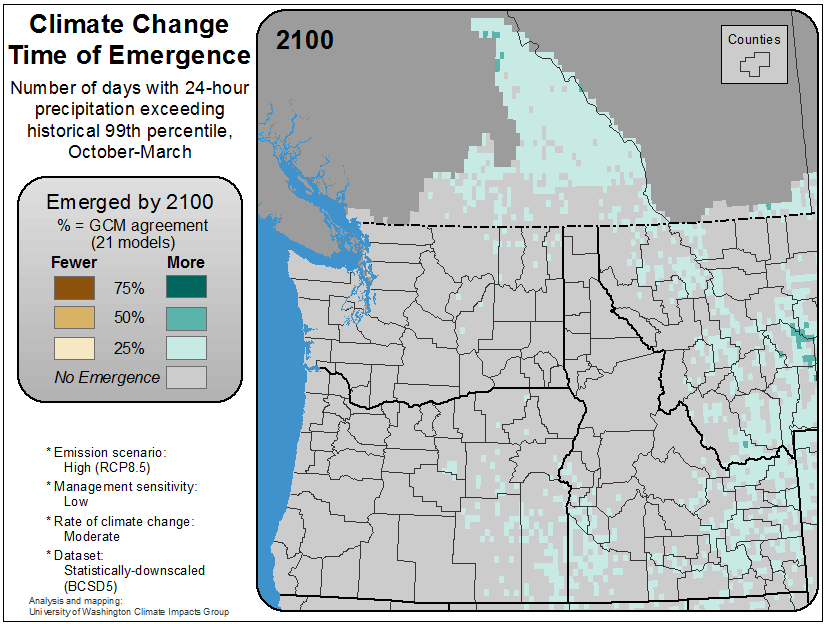 Climate Change
Time of Emergence
Number of days with 24-hour
precipitation exceeding
historical 99th percentile,
October-March
Emerged by 2100
% = GCM agreement
(21 models)
Fewer More
75%
50%
25%
No Emergence
* Emission scenario:
High (RCP8.5)
* Management sensitivity:
Low
* Rate of climate change:
Moderate
* Dataset:
Statistically-downscaled
(BCSD5)
Analysis and mapping:
University of Washington Climate Impacts Group
2100
Counties